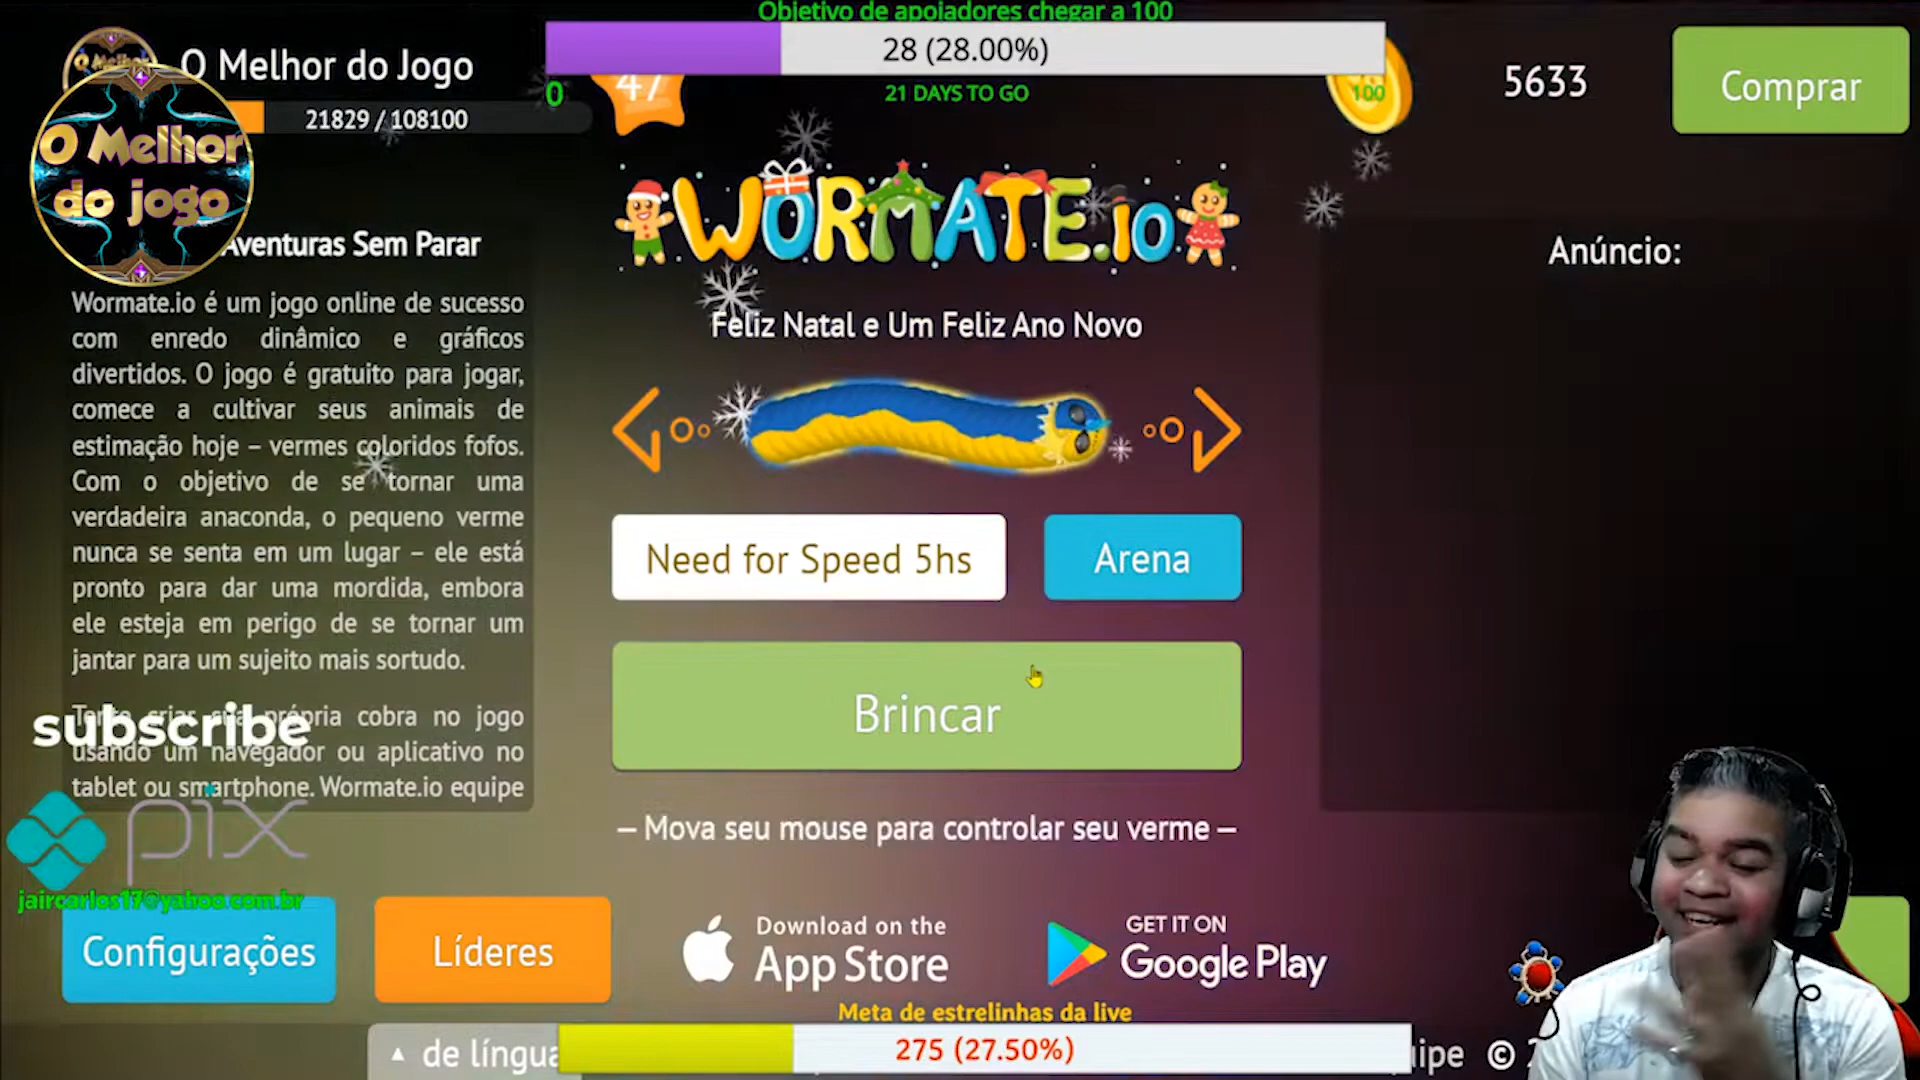 Objetivo de apoiadores chegar a 100
28 (28.00%)
0
21 DAYS TO GO
100
O Melhor do Jogo
21829 / 108100
47
5633
Comprar
O Melhor
do jogo
WORMATE.io
Feliz Natal e Um Feliz Ano Novo
Aventuras Sem Parar
Wormate.io é um jogo online de sucesso
com enredo dinâmico e gráficos
divertidos. O jogo é gratuito para jogar,
comece a cultivar seus animais de
estimação hoje – vermes coloridos fofos.
Com o objetivo de se tornar uma
verdadeira anaconda, o pequeno verme
nunca se senta em um lugar – ele está
pronto para dar uma mordida, embora
ele esteja em perigo de se tornar um
jantar para um sujeito mais sortudo.
própria cobra no jogo
usando um navegador ou aplicativo no
tablet ou smartphone. Wormate.io equipe
subscribe
pix
jaircarlos17@yahoo.com.br
Anúncio:
Need for Speed 5hs
Arena
Brincar
– Mova seu mouse para controlar seu verme –
Configurações
Líderes
Download on the
App Store
GET IT ON
Google Play
Meta de estrelinhas da live
275 (27.50%)
▲ de língua
©